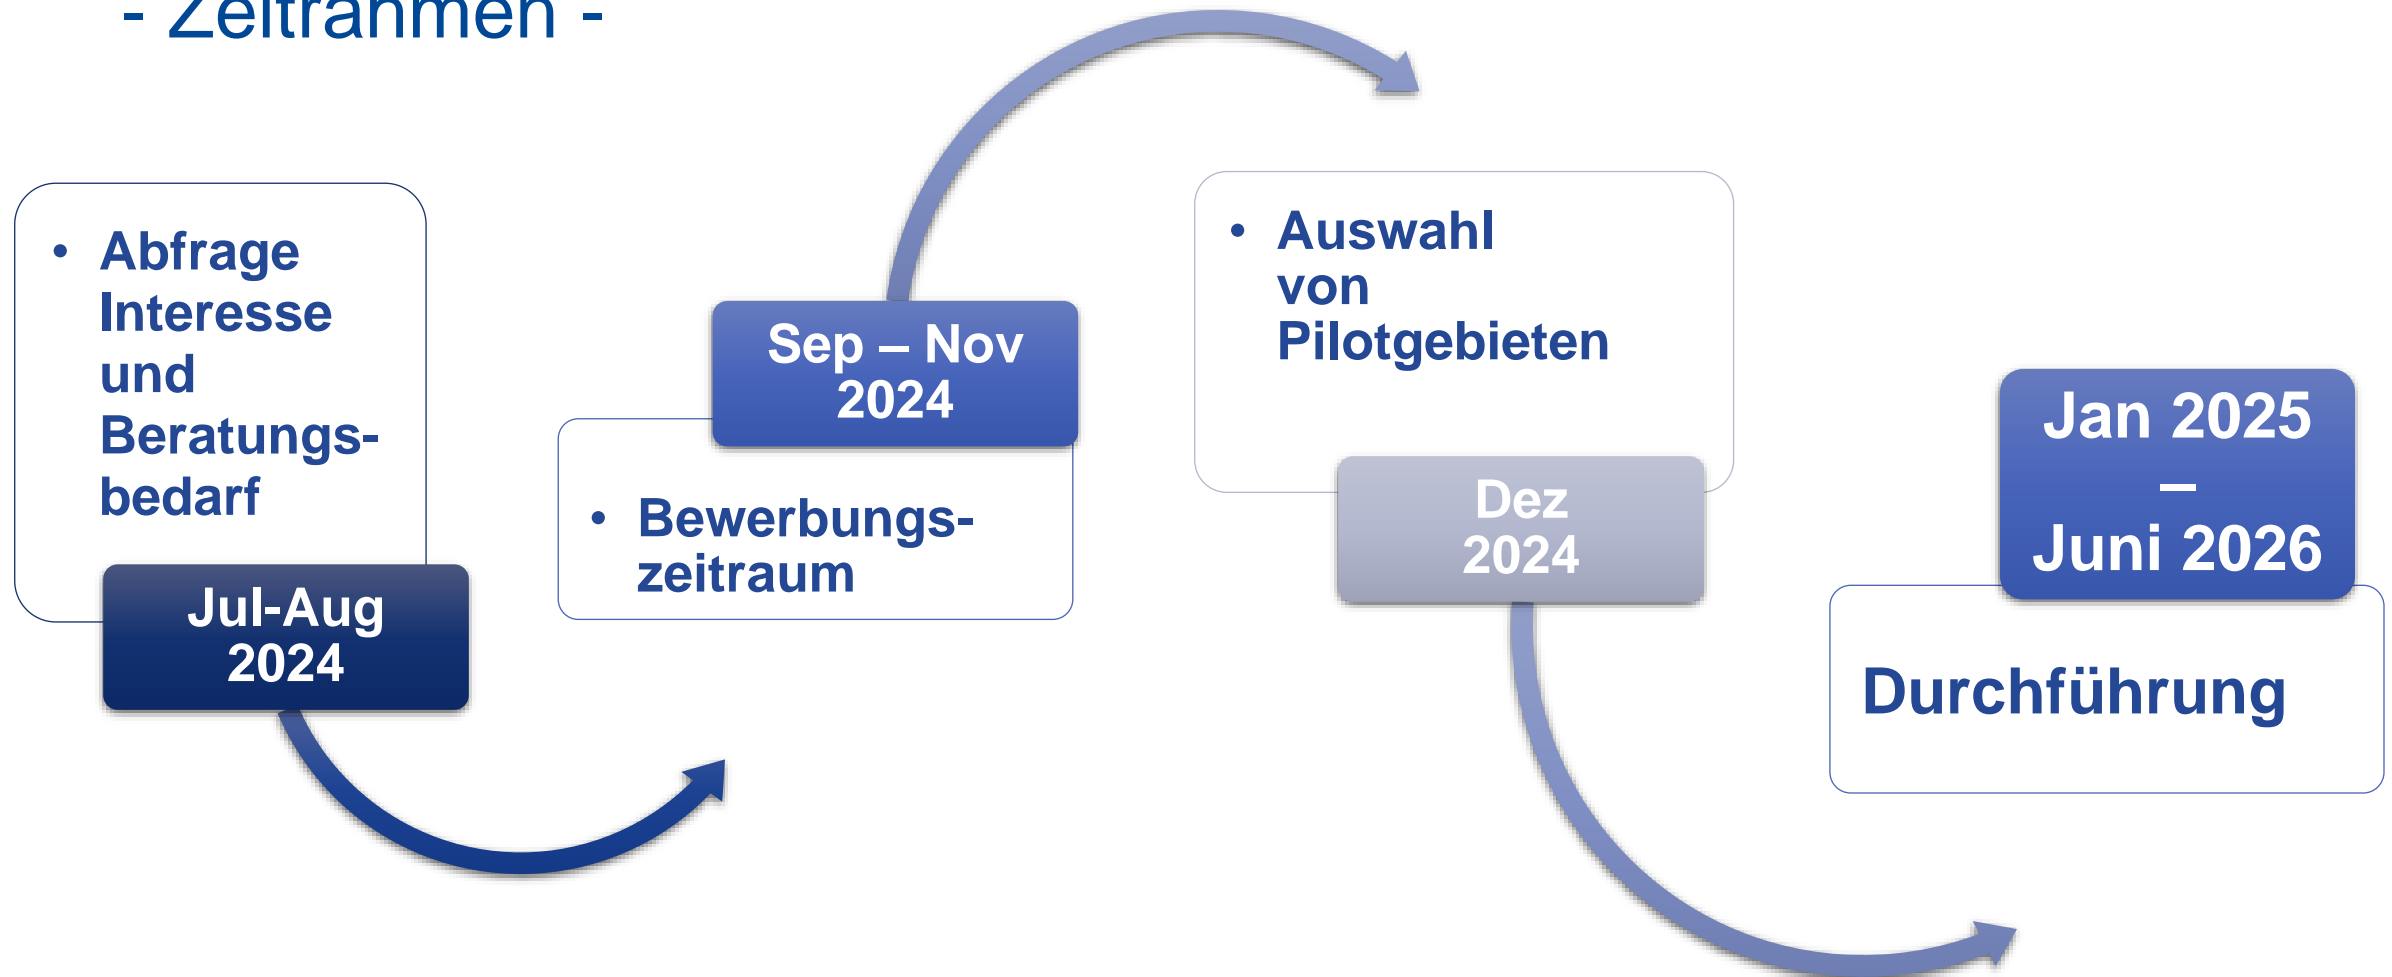 - Zeitrahmen -
• Abfrage
Interesse
und
Beratungs-
bedarf
Jul-Aug
2024
Sep – Nov
2024
• Bewerbungs-
zeitraum
• Auswahl
von
Pilotgebieten
Dez
2024
Jan 2025
–
Juni 2026
Durchführung